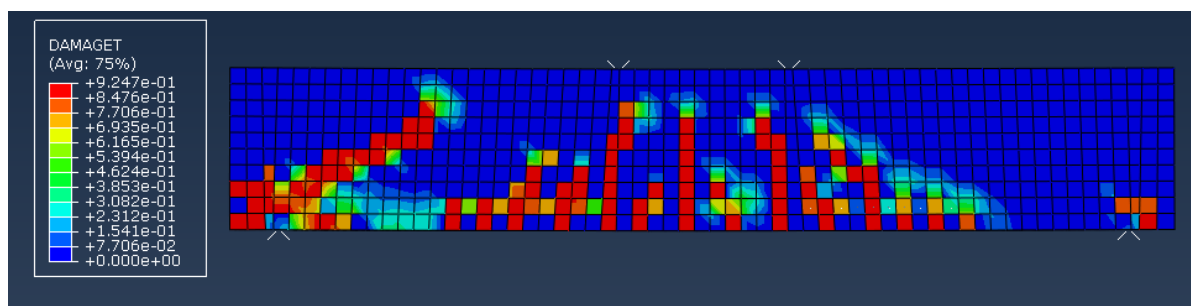 DAMAGET
(Avg: 75%)
+9.247e-01
+8.476e-01
+7.706e-01
+6.935e-01
+6.165e-01
+5.394e-01
+4.624e-01
+3.853e-01
+3.082e-01
+2.312e-01
+1.541e-01
+7.706e-02
+0.000e+00